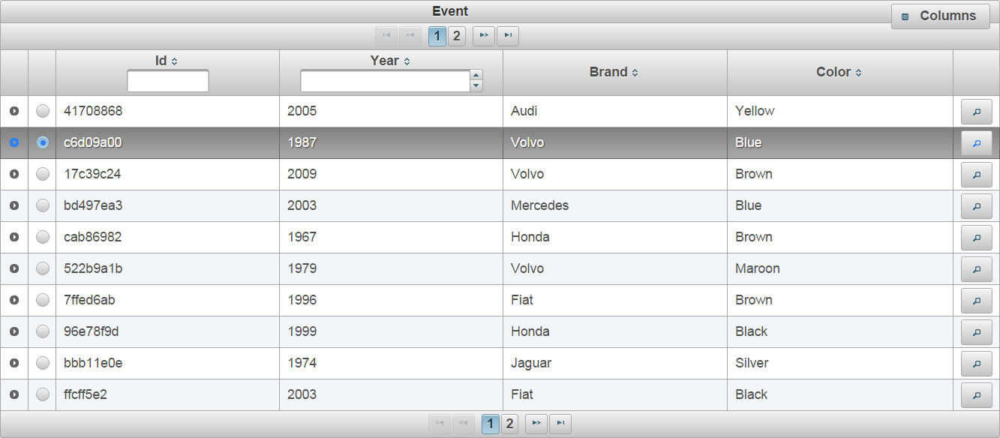 Event
Columns
1 2
Id Year Brand Color
41708868 2005 Audi Yellow
c6d09a00 1987 Volvo Blue
17c39c24 2009 Volvo Brown
bd497ea3 2003 Mercedes Blue
cab86982 1967 Honda Brown
522b9a1b 1979 Volvo Maroon
7ffed6ab 1996 Fiat Brown
96e78f9d 1999 Honda Black
bbb11e0e 1974 Jaguar Silver
ffcff5e2 2003 Fiat Black
1 2